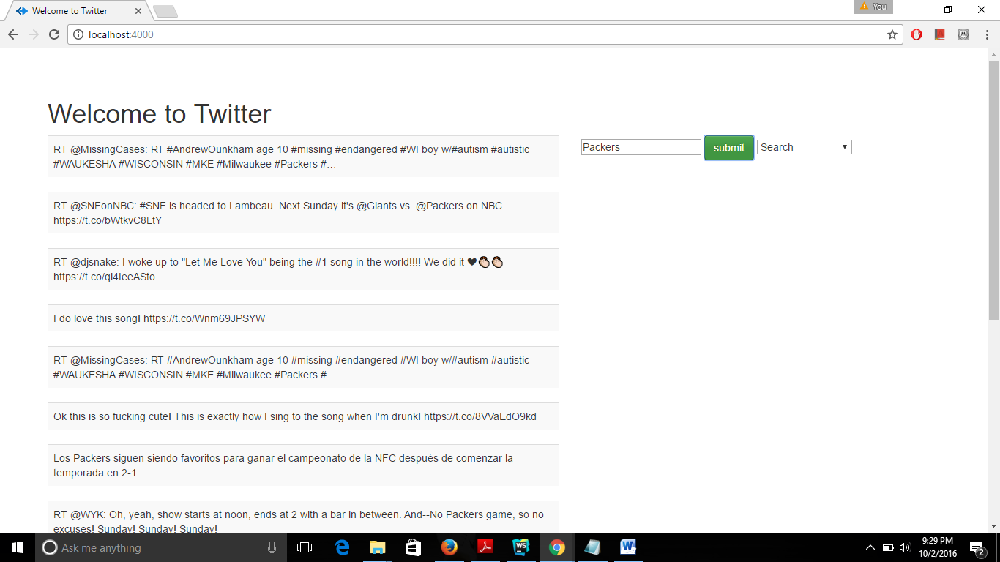 Welcome to Twitter
You
localhost:4000
Welcome to Twitter
RT @MissingCases: RT #AndrewOunkham age 10 #missing #endangered #WI boy w/#autism #autistic
#WAUKESHA #WISCONSIN #MKE #Milwaukee #Packers #…
Packers
submit
Search
RT @SNFonNBC: #SNF is headed to Lambeau. Next Sunday it's @Giants vs. @Packers on NBC.
https://t.co/bWtkvC8LtY
RT @djsnake: I woke up to "Let Me Love You" being the #1 song in the world!!!! We did it ❤👏👏
https://t.co/qI4IeeASto
I do love this song! https://t.co/Wnm69JPSYW
RT @MissingCases: RT #AndrewOunkham age 10 #missing #endangered #WI boy w/#autism #autistic
#WAUKESHA #WISCONSIN #MKE #Milwaukee #Packers #…
Ok this is so fucking cute! This is exactly how I sing to the song when I'm drunk! https://t.co/8VVaEdO9kd
Los Packers siguen siendo favoritos para ganar el campeonato de la NFC después de comenzar la
temporada en 2-1
RT @WYK: Oh, yeah, show starts at noon, ends at 2 with a bar in between. And--No Packers game, so no
excuses! Sunday! Sunday! Sunday!
Ask me anything
WS
W
9:29 PM
10/2/2016
2